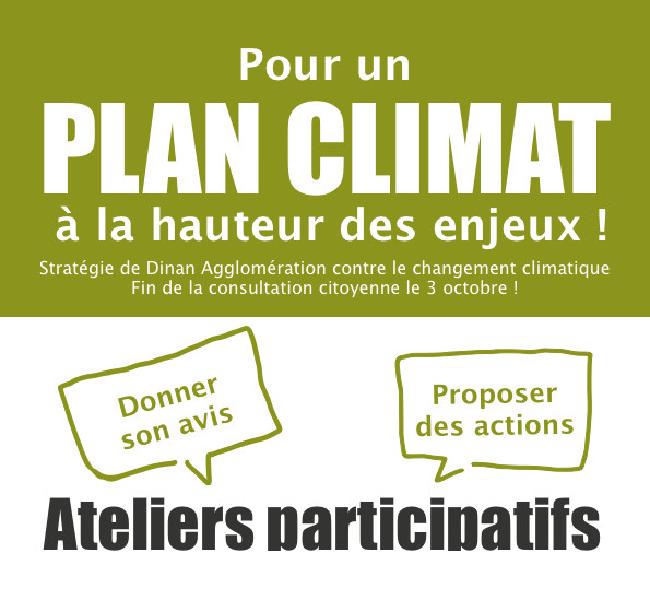 Pour un
PLAN CLIMAT
à la hauteur des enjeux !
Stratégie de Dinan Agglomération contre le changement climatique
Fin de la consultation citoyenne le 3 octobre !
Donner
son avis
Proposer
des actions
Ateliers participatifs